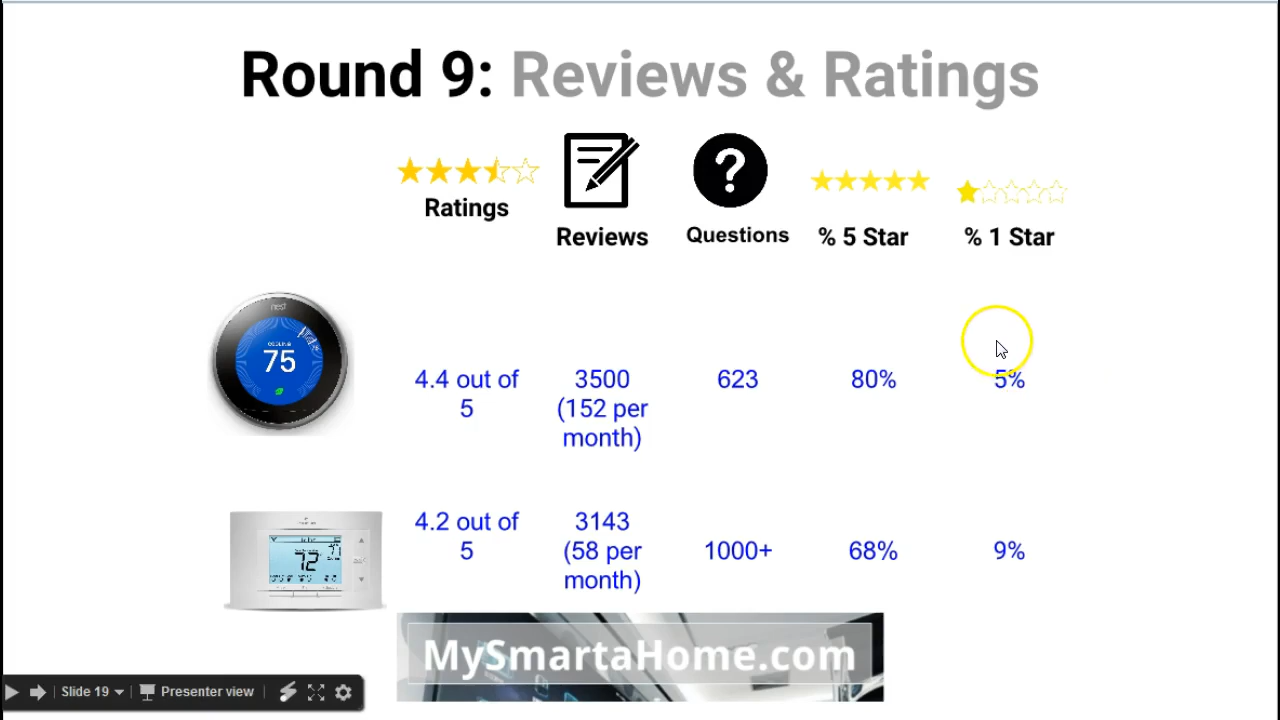 Round 9: Reviews & Ratings
Ratings
Reviews
Questions
% 5 Star
% 1 Star
nest
COOLING
75
4.4 out of
5
3500
(152 per
month)
623
80%
5%
72
4.2 out of
5
3143
(58 per
month)
1000+
68%
9%
MySmartaHome.com
Slide 19
Presenter view